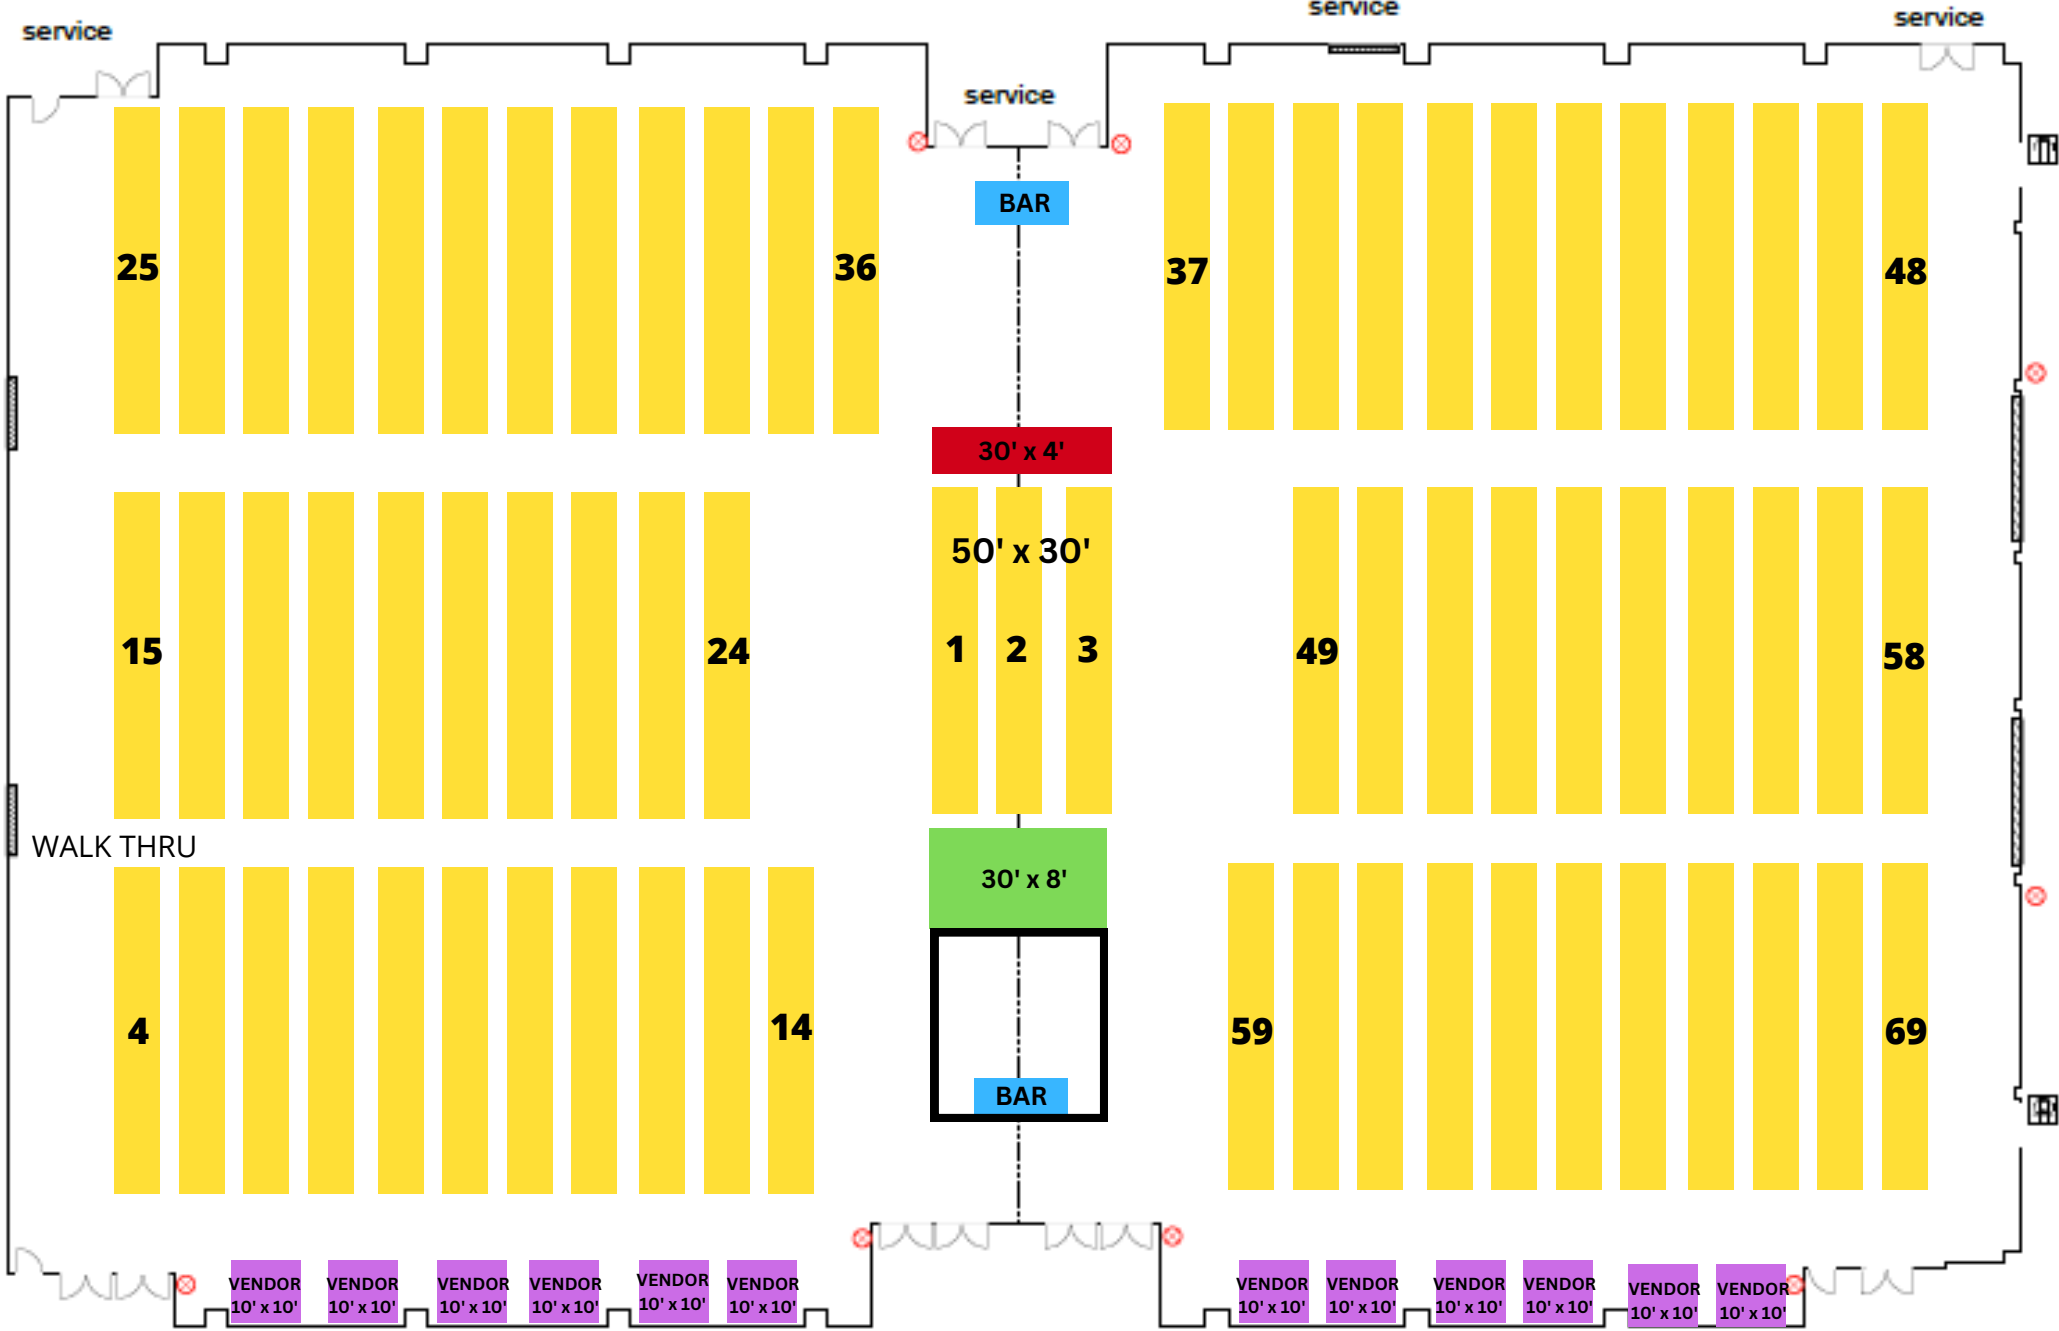 service
service
service
service
BAR
25
36
37
48
30' x 4'
50' x 30'
15
24
1
2
3
49
58
WALK THRU
30' x 8'
4
14
59
69
BAR
VENDOR
10' x 10'
VENDOR
10' x 10'
VENDOR
10' x 10'
VENDOR
10' x 10'
VENDOR
10' x 10'
VENDOR
10' x 10'
VENDOR
10' x 10'
VENDOR
10' x 10'
VENDOR
10' x 10'
VENDOR
10' x 10'
VENDOR
10' x 10'
VENDOR
10' x 10'